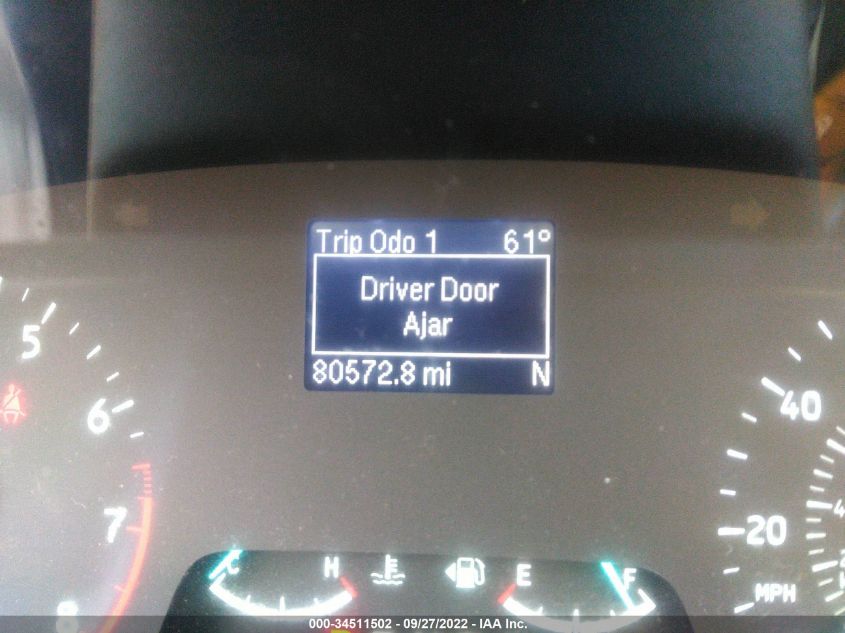 Trip Odo 1 61°
Driver Door
Ajar
80572.8 mi N
5
6
7
8
40
20
MPH
C H
E F
000-34511502 - 09/27/2022 - IAA Inc.